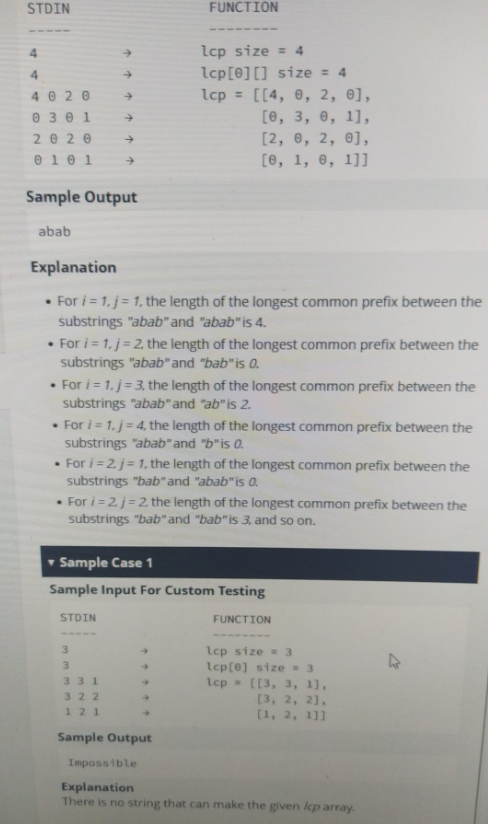 STDIN FUNCTION
----- --------
4 → lcp size = 4
4 → lcp[0][] size = 4
4 0 2 0 → lcp = [[4, 0, 2, 0],
0 3 0 1 → [0, 3, 0, 1],
2 0 2 0 → [2, 0, 2, 0],
0 1 0 1 → [0, 1, 0, 1]]
Sample Output
abab
Explanation
• For i = 1, j = 1, the length of the longest common prefix between the
substrings "abab" and "abab" is 4.
• For i = 1, j = 2, the length of the longest common prefix between the
substrings "abab" and "bab" is 0.
• For i = 1, j = 3, the length of the longest common prefix between the
substrings "abab" and "ab" is 2.
• For i = 1, j = 4, the length of the longest common prefix between the
substrings "abab" and "b" is 0.
• For i = 2, j = 1, the length of the longest common prefix between the
substrings "bab" and "abab" is 0.
• For i = 2, j = 2, the length of the longest common prefix between the
substrings "bab" and "bab" is 3, and so on.
▼ Sample Case 1
Sample Input For Custom Testing
STDIN FUNCTION
----- --------
3 → lcp size = 3
3 → lcp[0] size = 3
3 3 1 → lcp = [[3, 3, 1],
3 2 2 → [3, 2, 2],
1 2 1 → [1, 2, 1]]
Sample Output
Impossible
Explanation
There is no string that can make the given lcp array.